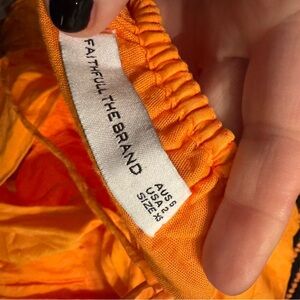 FAITHFULL THE BRAND
AUS 6
USA 2
SIZE XS